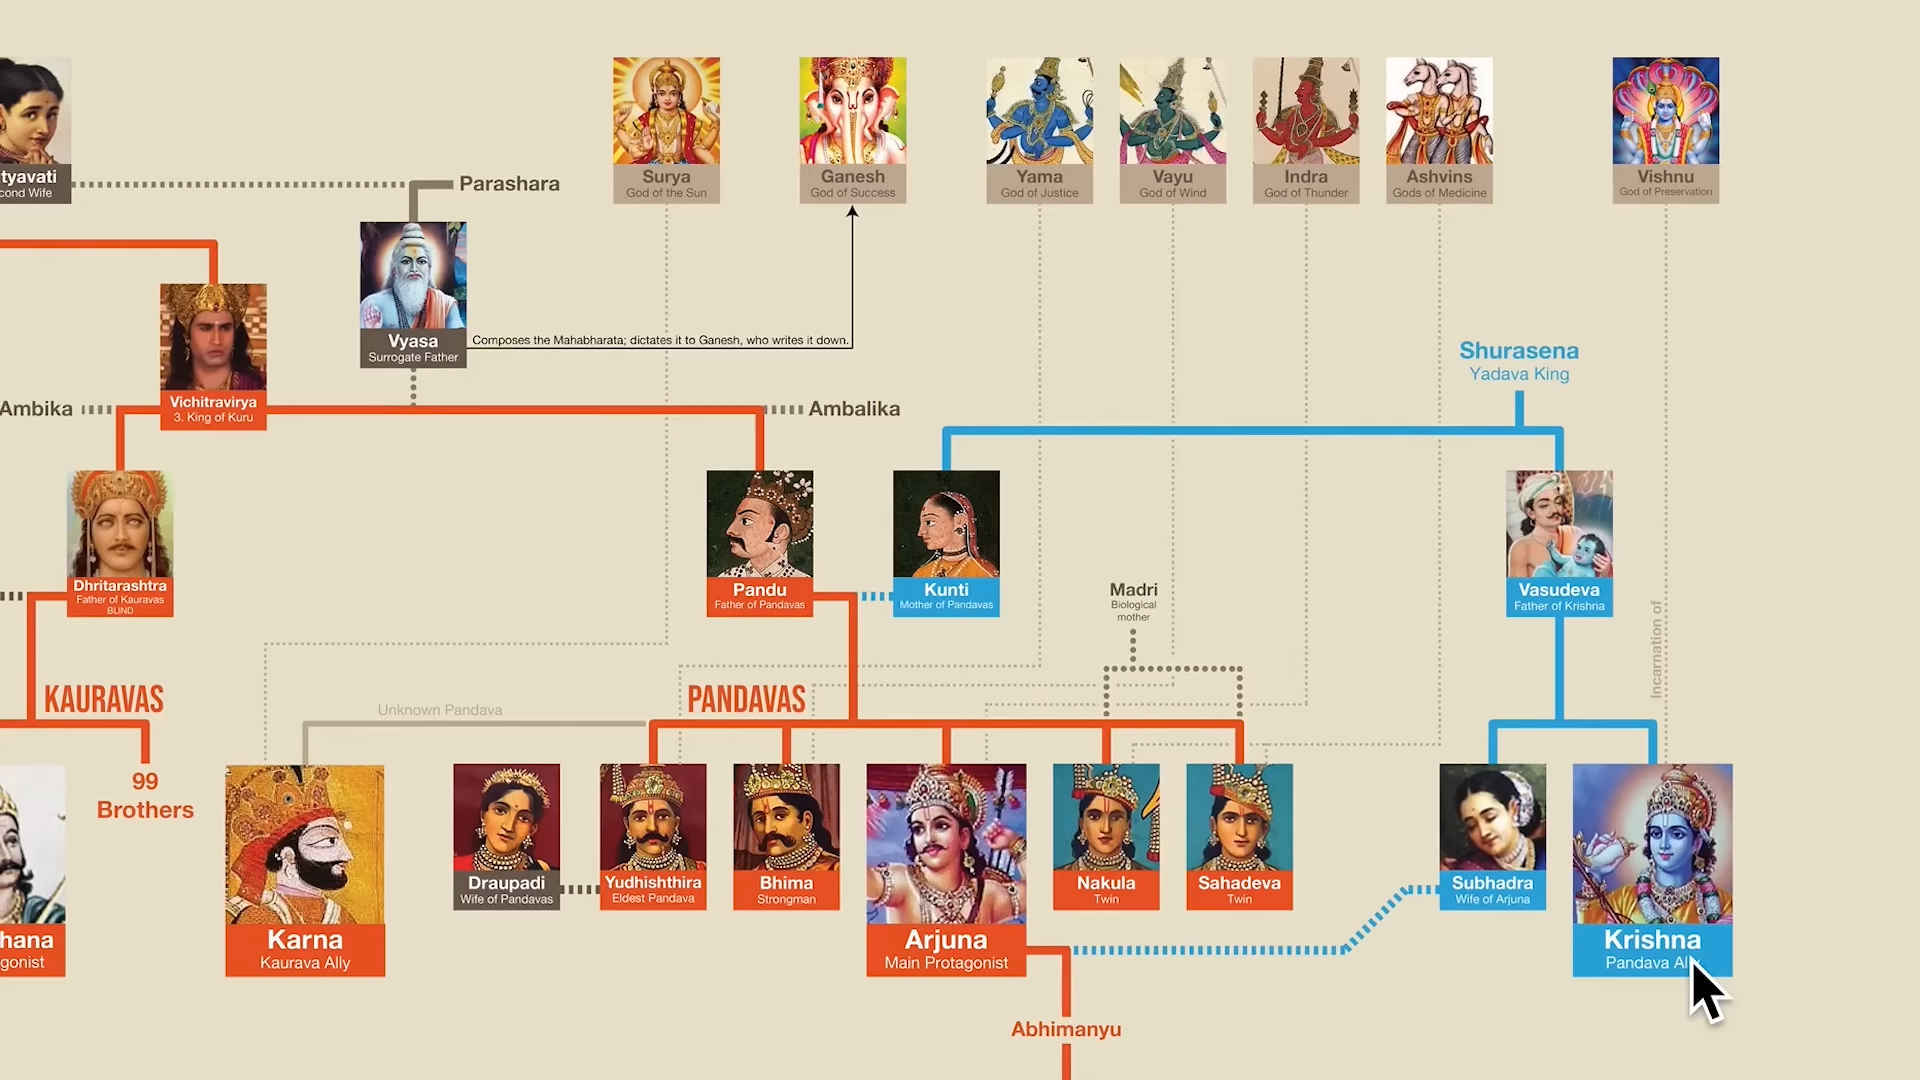 tyavati
cond Wife
Parashara
Surya
God of the Sun
Ganesh
God of Success
Yama
God of Justice
Vayu
God of Wind
Indra
God of Thunder
Ashvins
Gods of Medicine
Vishnu
God of Preservation
Vyasa
Surrogate Father
Composes the Mahabharata; dictates it to Ganesh, who writes it down.
Shurasena
Yadava King
Ambika
Vichitravirya
3. King of Kuru
Ambalika
Dhritarashtra
Father of Kauravas
BLIND
Pandu
Father of Pandavas
Kunti
Mother of Pandavas
Madri
Biological
mother
Vasudeva
Father of Krishna
Incarnation of
KAURAVAS
PANDAVAS
Unknown Pandava
99
Brothers
hana
gonist
Karna
Kaurava Ally
Draupadi
Wife of Pandavas
Yudhishthira
Eldest Pandava
Bhima
Strongman
Arjuna
Main Protagonist
Nakula
Twin
Sahadeva
Twin
Subhadra
Wife of Arjuna
Krishna
Pandava Ally
Abhimanyu